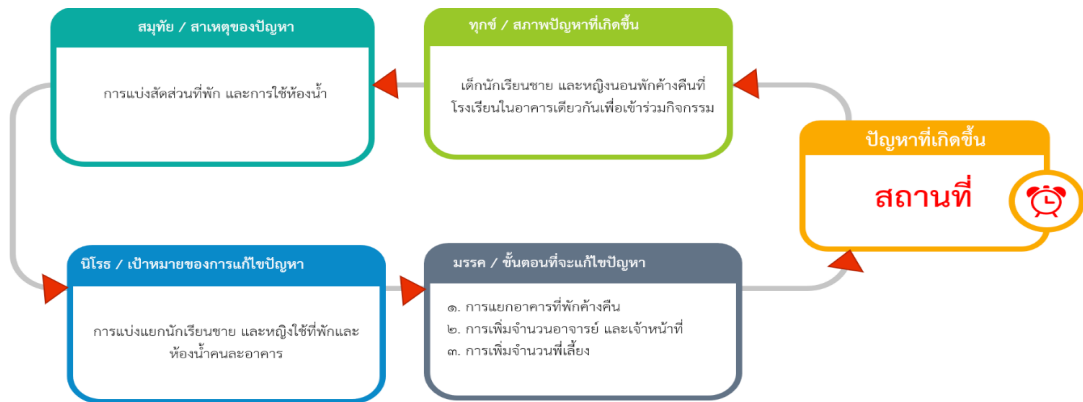 สมุทัย / สาเหตุของปัญหา
การแบ่งสัดส่วนที่พัก และการใช้ห้องน้ำ
ทุกข์ / สภาพปัญหาที่เกิดขึ้น
เด็กนักเรียนชาย และหญิงนอนพักค้างคืนที่
โรงเรียนในอาคารเดียวกันเพื่อเข้าร่วมกิจกรรม
ปัญหาที่เกิดขึ้น
สถานที่
นิโรธ / เป้าหมายของการแก้ไขปัญหา
การแบ่งแยกนักเรียนชาย และหญิงใช้ที่พักและ
ห้องน้ำคนละอาคาร
มรรค / ขั้นตอนที่จะแก้ไขปัญหา
๑. การแยกอาคารที่พักค้างคืน
๒. การเพิ่มจำนวนอาจารย์ และเจ้าหน้าที่
๓. การเพิ่มจำนวนพี่เลี้ยง